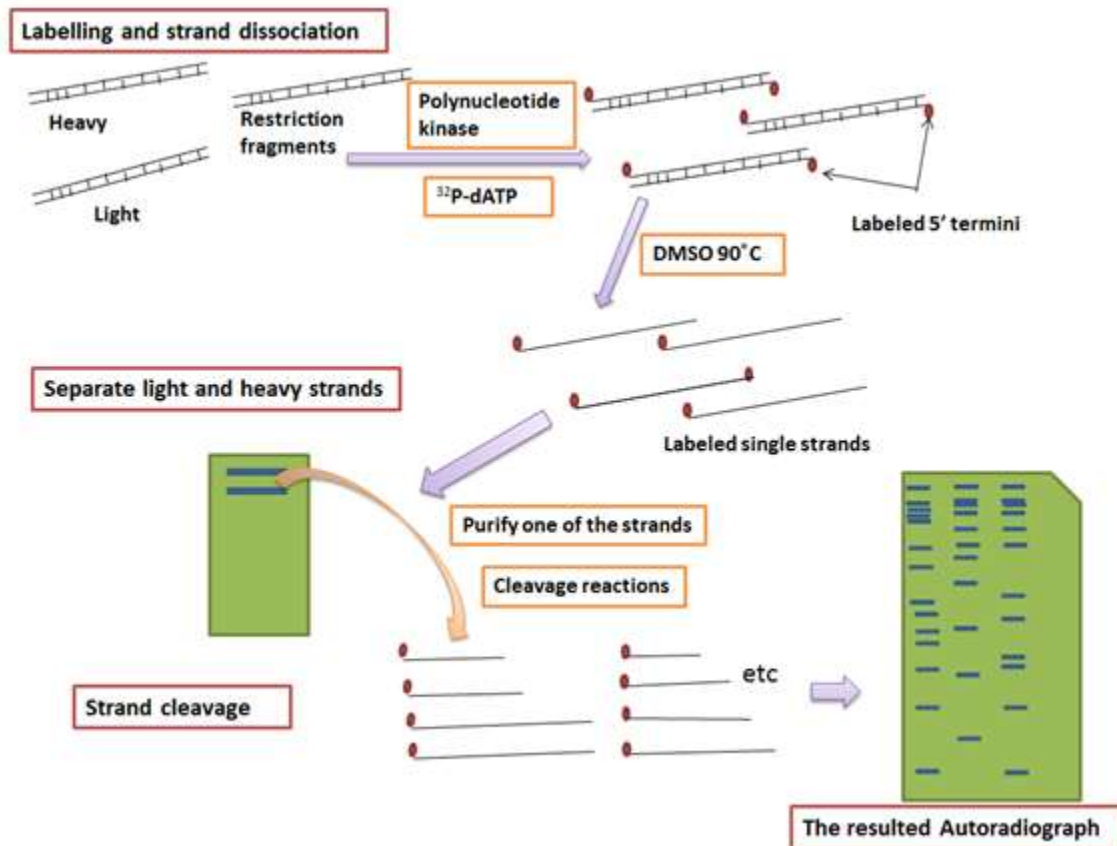 Labelling and strand dissociation
Heavy
Restriction
fragments
Light
Polynucleotide
kinase
³²P-dATP
Labeled 5′ termini
DMSO 90˚C
Labeled single strands
Separate light and heavy strands
Purify one of the strands
Cleavage reactions
etc
Strand cleavage
The resulted Autoradiograph